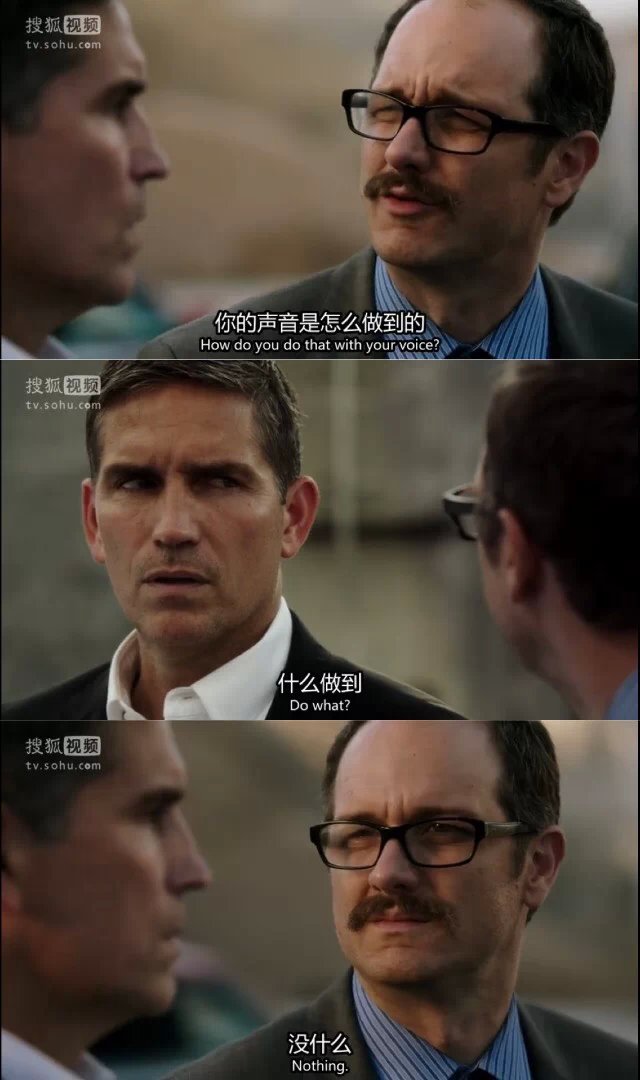 搜狐视频
tv.sohu.com
你的声音是怎么做到的
How do you do that with your voice?
搜狐视频
tv.sohu.com
什么做到
Do what?
搜狐视频
tv.sohu.com
没什么
Nothing.